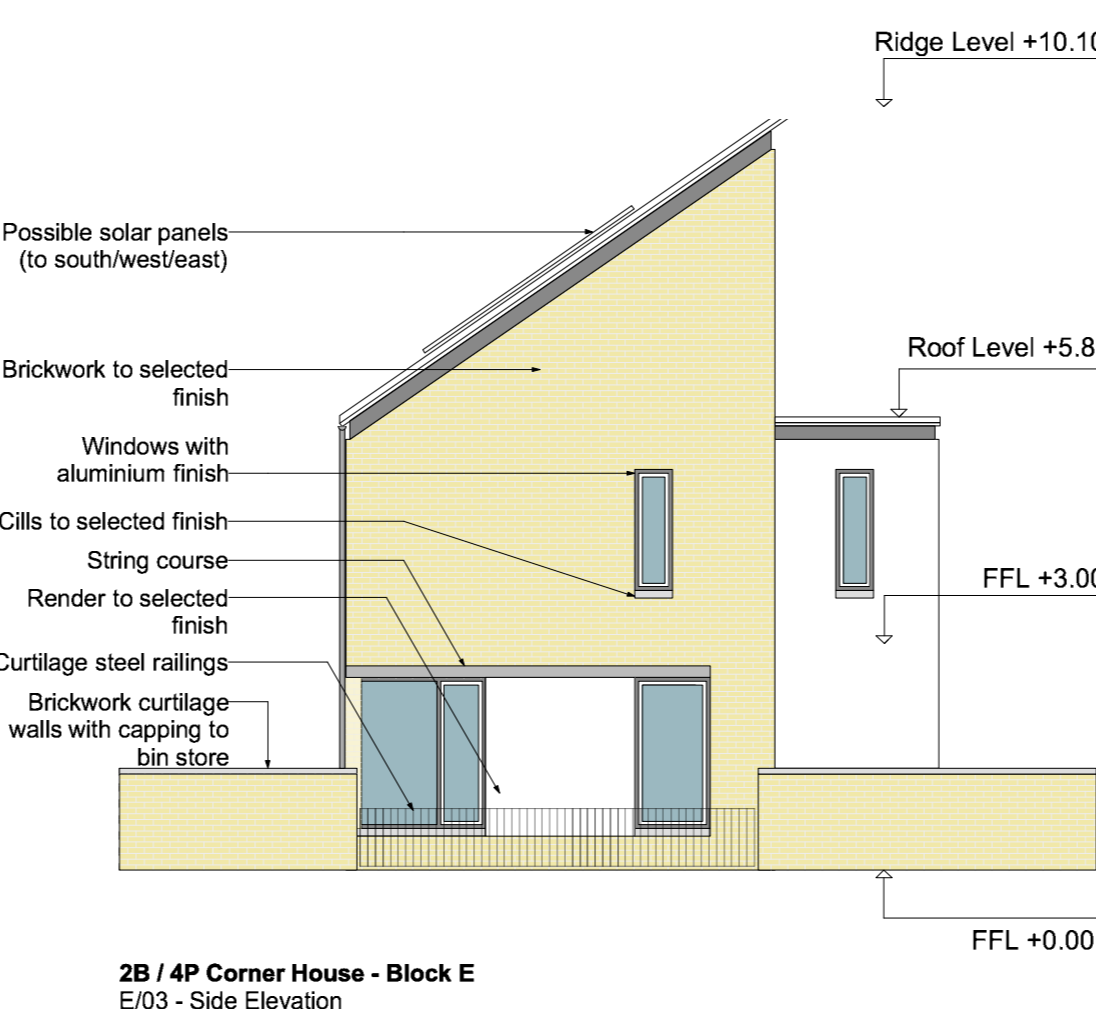 Ridge Level +10.10
Possible solar panels
(to south/west/east)
Roof Level +5.8
Brickwork to selected
finish
Windows with
aluminium finish
Cills to selected finish
String course
FFL +3.00
Render to selected
finish
Curtilage steel railings
Brickwork curtilage
walls with capping to
bin store
FFL +0.00
2B / 4P Corner House - Block E
E/03 - Side Elevation